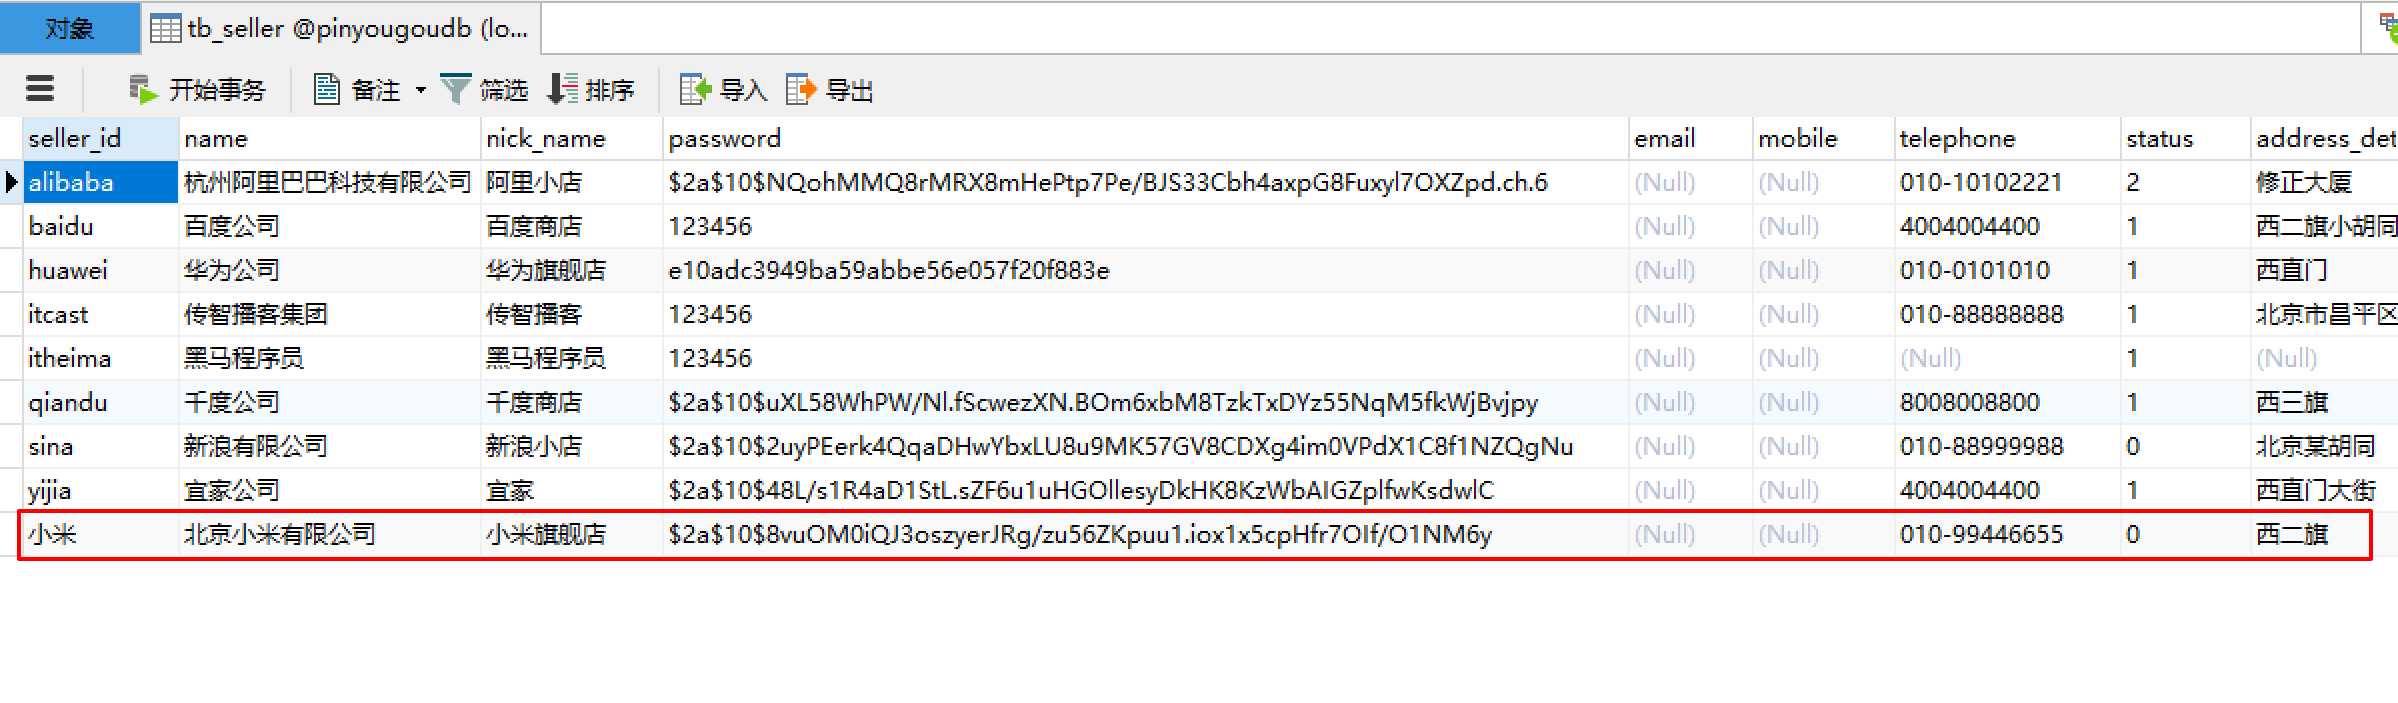 对象 tb_seller @pinyougoudb (lo...
开始事务 备注 筛选 排序 导入 导出
seller_id name nick_name password email mobile telephone status address_det
alibaba 杭州阿里巴巴科技有限公司 阿里小店 $2a$10$NQohMMQ8rMRX8mHePtp7Pe/BJS33Cbh4axpG8Fuxyl7OXZpd.ch.6 (Null) (Null) 010-10102221 2 修正大厦
baidu 百度公司 百度商店 123456 (Null) (Null) 4004004400 1 西二旗小胡同
huawei 华为公司 华为旗舰店 e10adc3949ba59abbe56e057f20f883e (Null) (Null) 010-0101010 1 西直门
itcast 传智播客集团 传智播客 123456 (Null) (Null) 010-88888888 1 北京市昌平区
itheima 黑马程序员 黑马程序员 123456 (Null) (Null) (Null) 1 (Null)
qiandu 千度公司 千度商店 $2a$10$uXL58WhPW/Nl.fScwezXN.BOm6xbM8TzkTxDYz55NqM5fkWjBvjpy (Null) (Null) 8008008800 1 西三旗
sina 新浪有限公司 新浪小店 $2a$10$2uyPEerk4QqaDHwYbxLU8u9MK57GV8CDXg4im0VPdX1C8f1NZQgNu (Null) (Null) 010-88999988 0 北京某胡同
yijia 宜家公司 宜家 $2a$10$48L/s1R4aD1StL.sZF6u1uHGOllesyDkHK8KzWbAIGZplfwKsdwlC (Null) (Null) 4004004400 1 西直门大街
小米 北京小米有限公司 小米旗舰店 $2a$10$8vuOM0iQJ3oszyerJRg/zu56ZKpuu1.iox1x5cpHfr7OIf/O1NM6y (Null) (Null) 010-99446655 0 西二旗